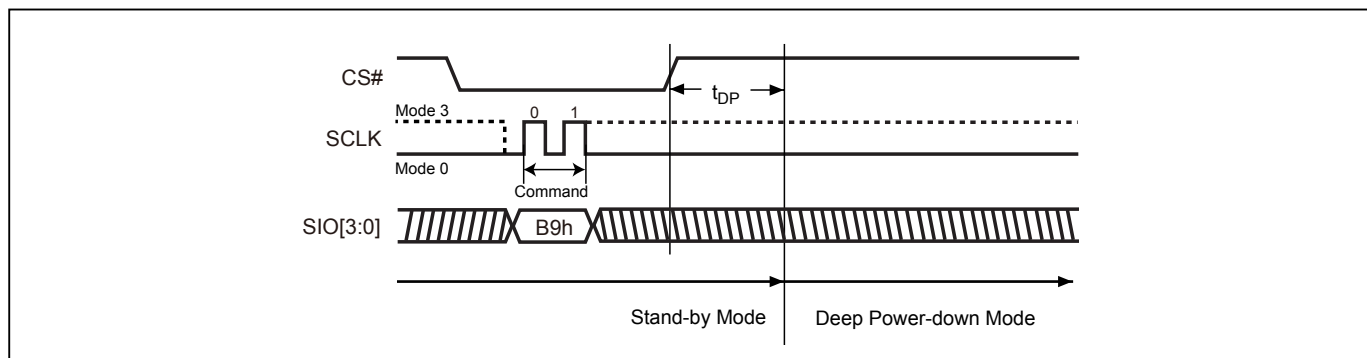 CS#
tDP
Mode 3
0 1
SCLK
Mode 0
Command
SIO[3:0]
B9h
Stand-by Mode
Deep Power-down Mode